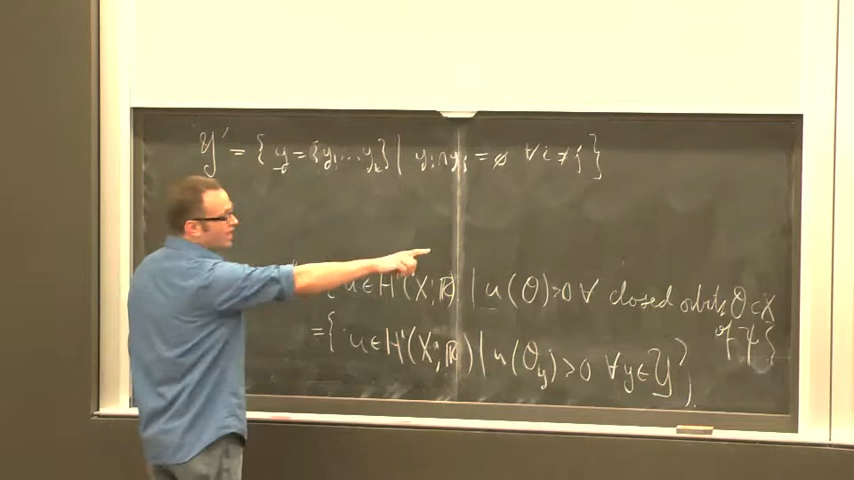 𝒴' = { y = {y₁, ... yₖ} | yᵢ ∩ yⱼ = ∅ ∀ i ≠ j }
{ u ∈ H¹(X; ℝ) | u(O) > 0 ∀ closed orbits O ⊂ X
of ψ }
= { u ∈ H¹(X; ℝ) | u(O_y) > 0 ∀ y ∈ 𝒴 }